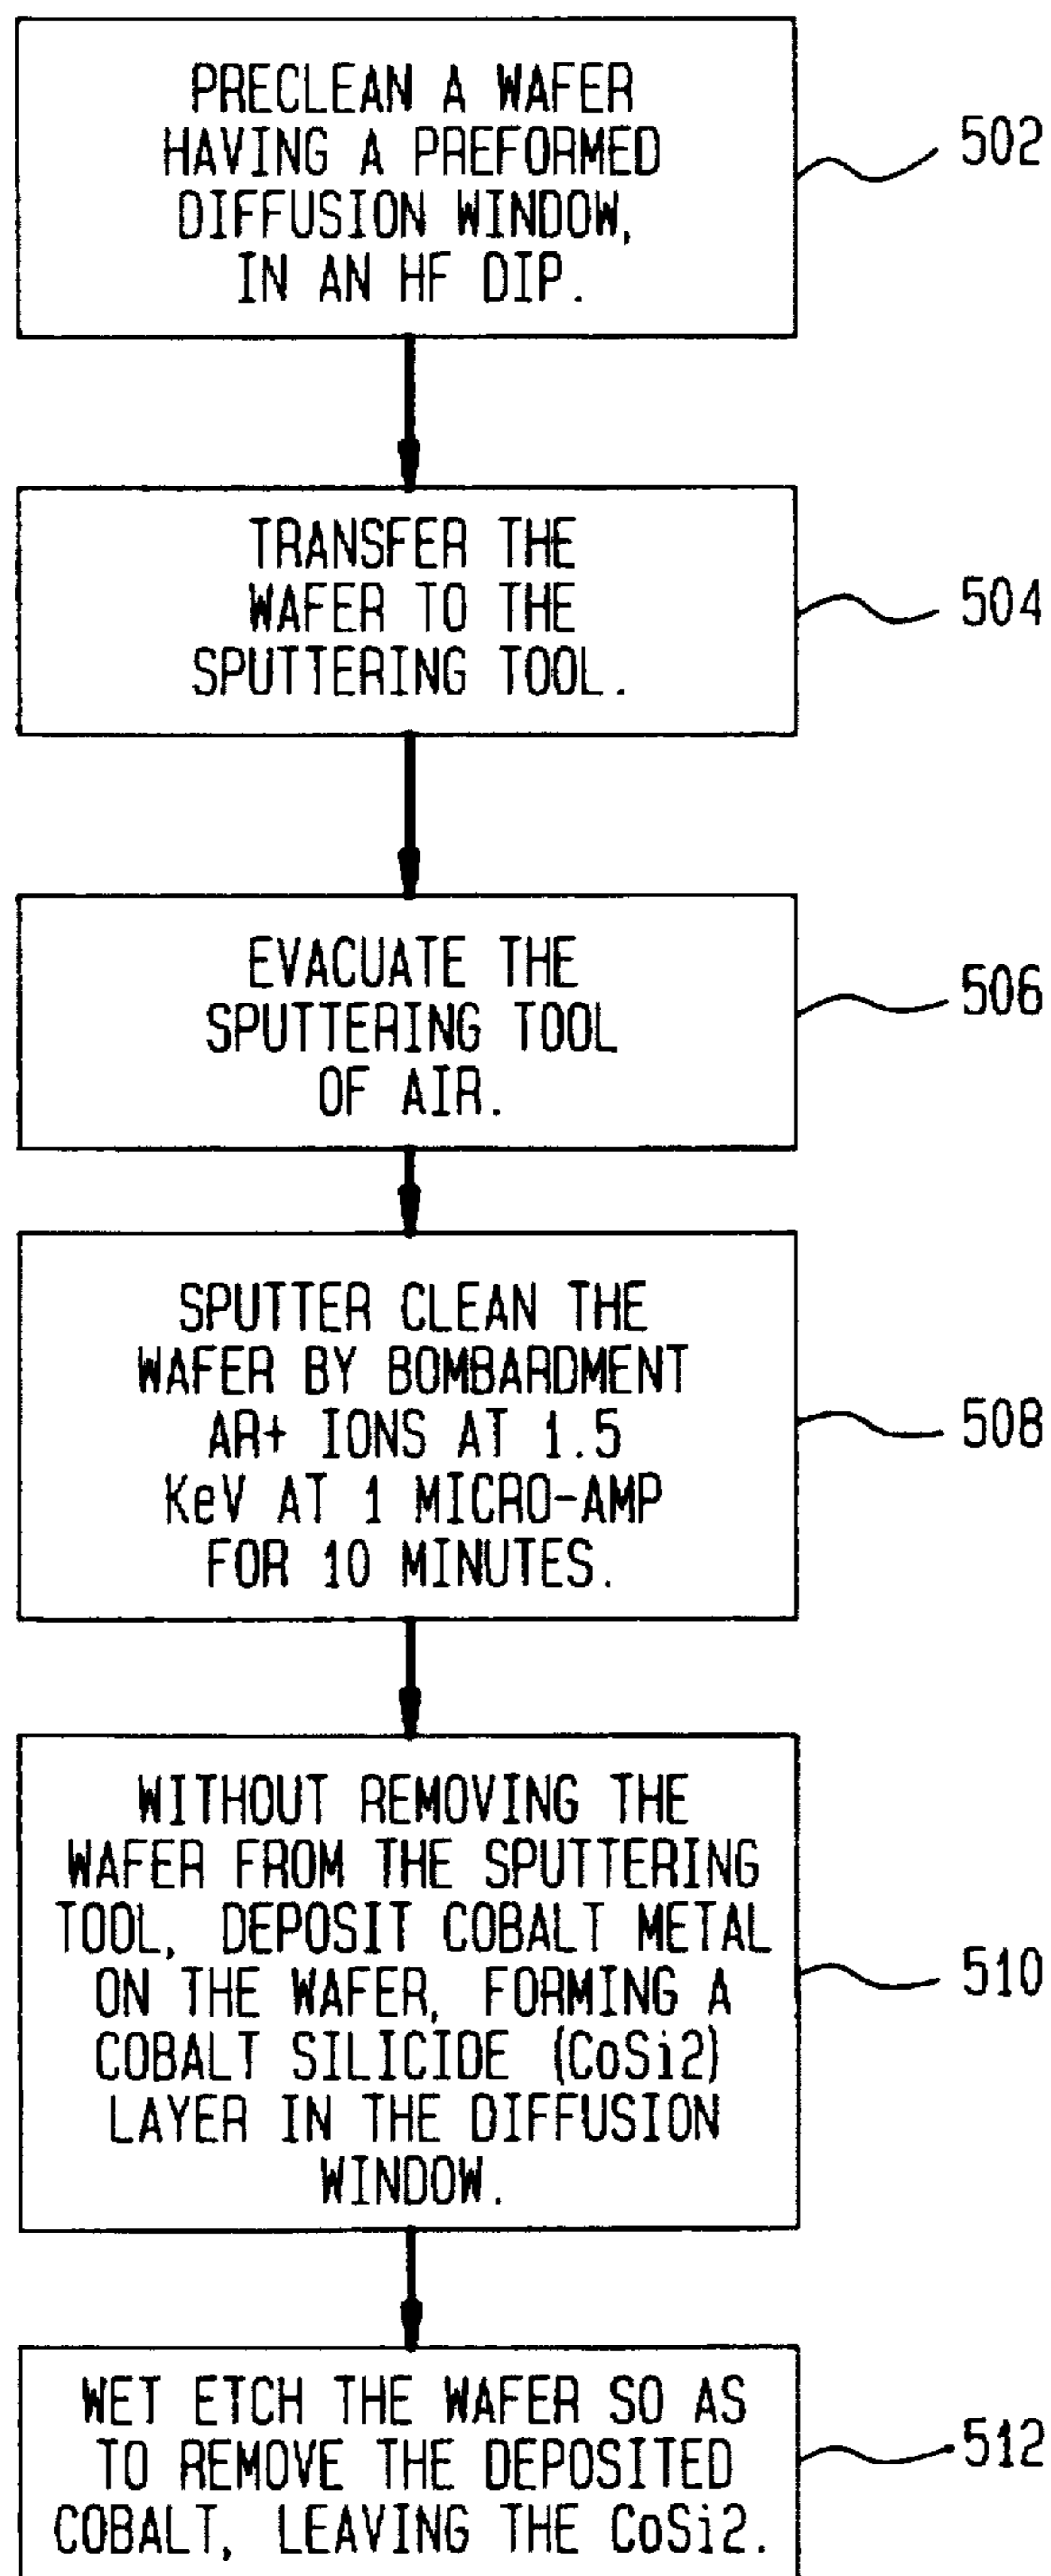 PRECLEAN A WAFER
HAVING A PREFORMED
DIFFUSION WINDOW,
IN AN HF DIP.
502
TRANSFER THE
WAFER TO THE
SPUTTERING TOOL.
504
EVACUATE THE
SPUTTERING TOOL
OF AIR.
506
SPUTTER CLEAN THE
WAFER BY BOMBARDMENT
AR+ IONS AT 1.5
KeV AT 1 MICRO-AMP
FOR 10 MINUTES.
508
WITHOUT REMOVING THE
WAFER FROM THE SPUTTERING
TOOL, DEPOSIT COBALT METAL
ON THE WAFER, FORMING A
COBALT SILICIDE (CoSi2)
LAYER IN THE DIFFUSION
WINDOW.
510
WET ETCH THE WAFER SO AS
TO REMOVE THE DEPOSITED
COBALT, LEAVING THE CoSi2.
512